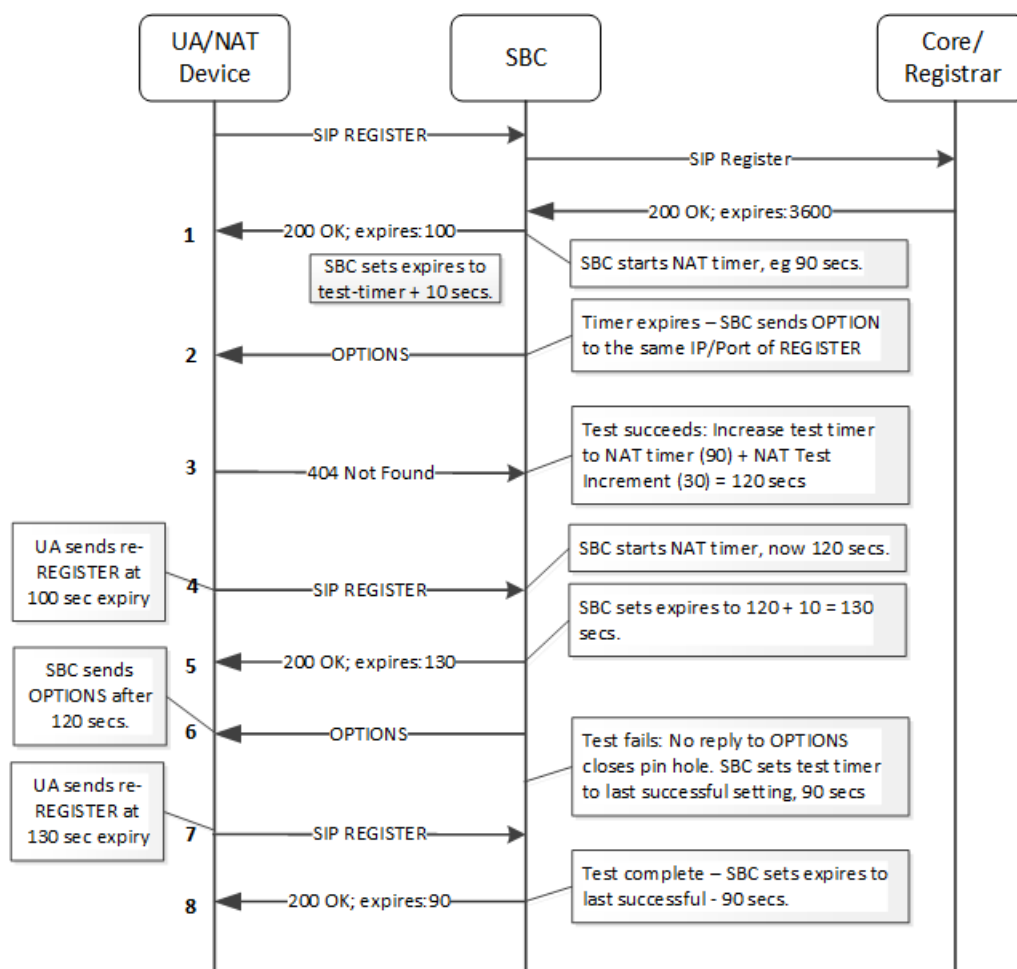 UA/NAT
Device
SBC
Core/
Registrar
SIP REGISTER
SIP Register
200 OK; expires:3600
1
200 OK; expires:100
SBC sets expires to
test-timer + 10 secs.
SBC starts NAT timer, eg 90 secs.
Timer expires – SBC sends OPTION
to the same IP/Port of REGISTER
2
OPTIONS
Test succeeds: Increase test timer
to NAT timer (90) + NAT Test
Increment (30) = 120 secs
3
404 Not Found
UA sends re-
REGISTER at
100 sec expiry
SBC starts NAT timer, now 120 secs.
4
SIP REGISTER
SBC sets expires to 120 + 10 = 130
secs.
5
200 OK; expires:130
SBC sends
OPTIONS after
120 secs.
6
OPTIONS
Test fails: No reply to OPTIONS
closes pin hole. SBC sets test timer
to last successful setting, 90 secs
UA sends re-
REGISTER at
130 sec expiry
7
SIP REGISTER
Test complete – SBC sets expires to
last successful - 90 secs.
8
200 OK; expires:90